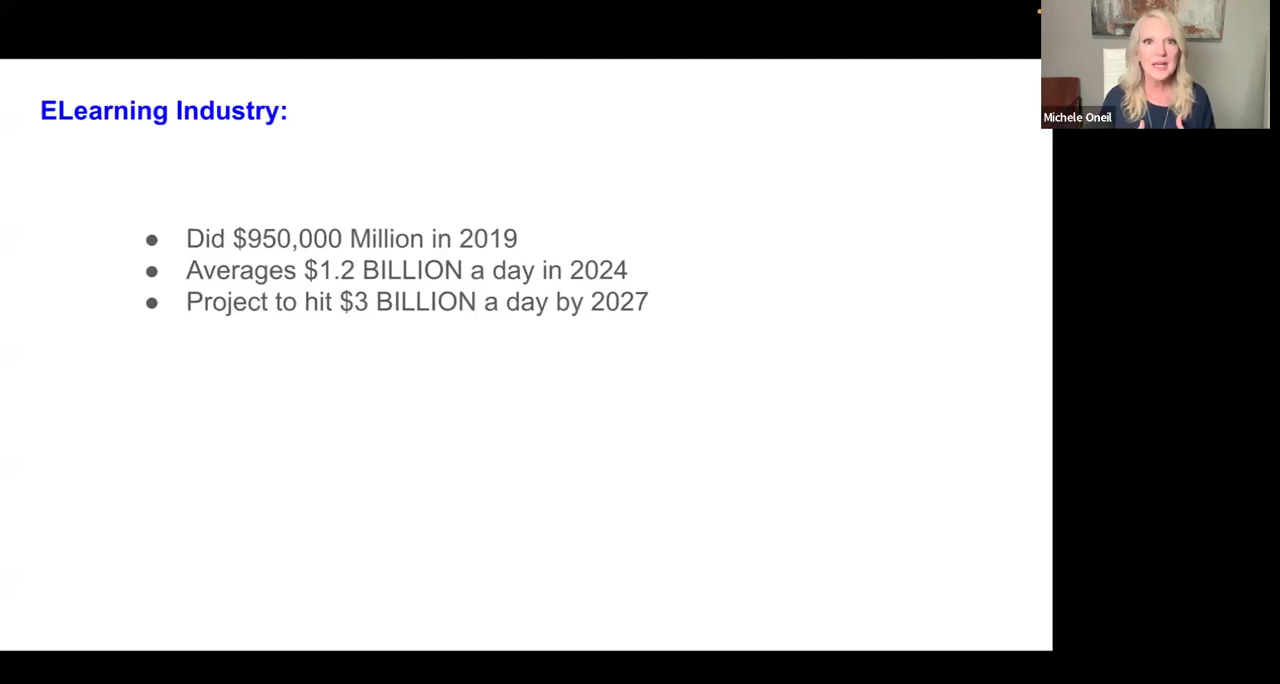 ELearning Industry:
● Did $950,000 Million in 2019
● Averages $1.2 BILLION a day in 2024
● Project to hit $3 BILLION a day by 2027
Michele Oneil